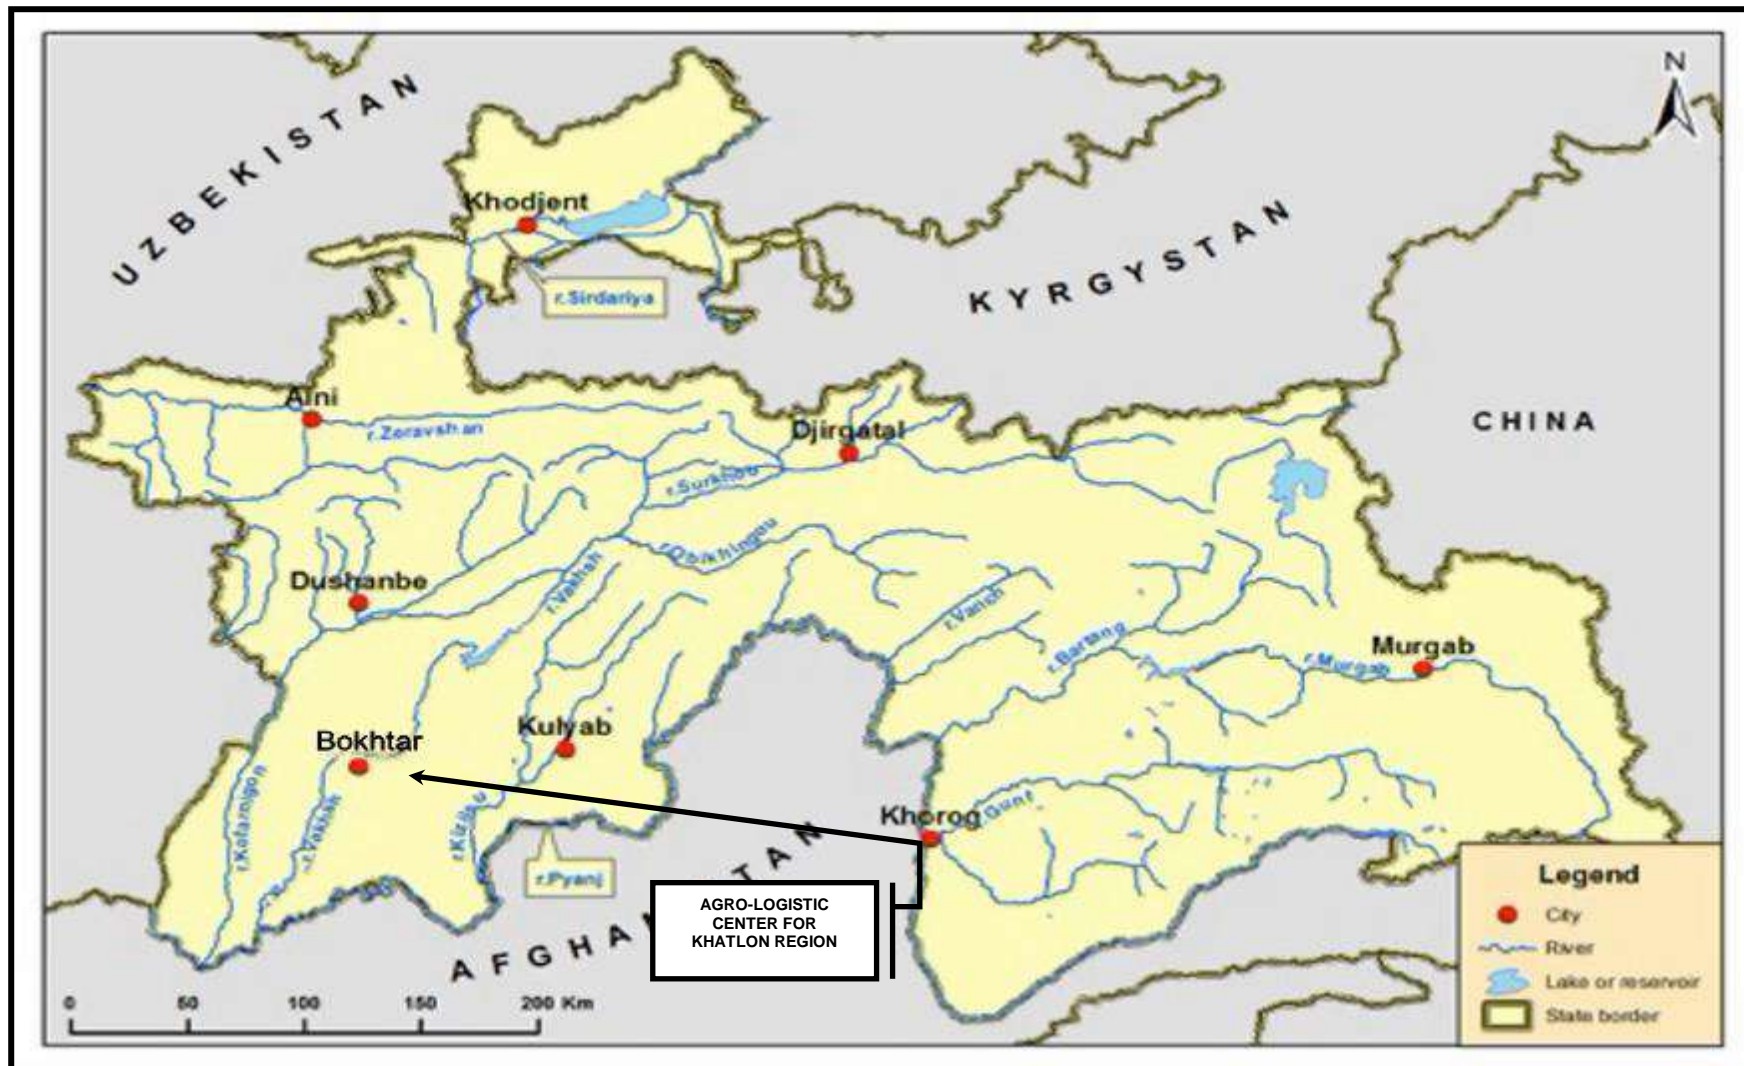 N
UZBEKISTAN
Khodjent
r.Sirdariya
KYRGYSTAN
CHINA
Aini
r.Zeravshan
Djirgatal
r.Surkhou
r.Obikhingou
r.Vakhsh
Dushanbe
r.Vanch
r.Bartang
Murgab
r.Murgab
Bokhtar
Kulyab
r.Kafarnigon
r.Vakhsh
r.Kizilsu
r.Pyanj
Khorog
r.Gunt
AFGHANISTAN
AGRO-LOGISTIC
CENTER FOR
KHATLON REGION
Legend
City
River
Lake or reservoir
State border
0 50 100 150 200 Km